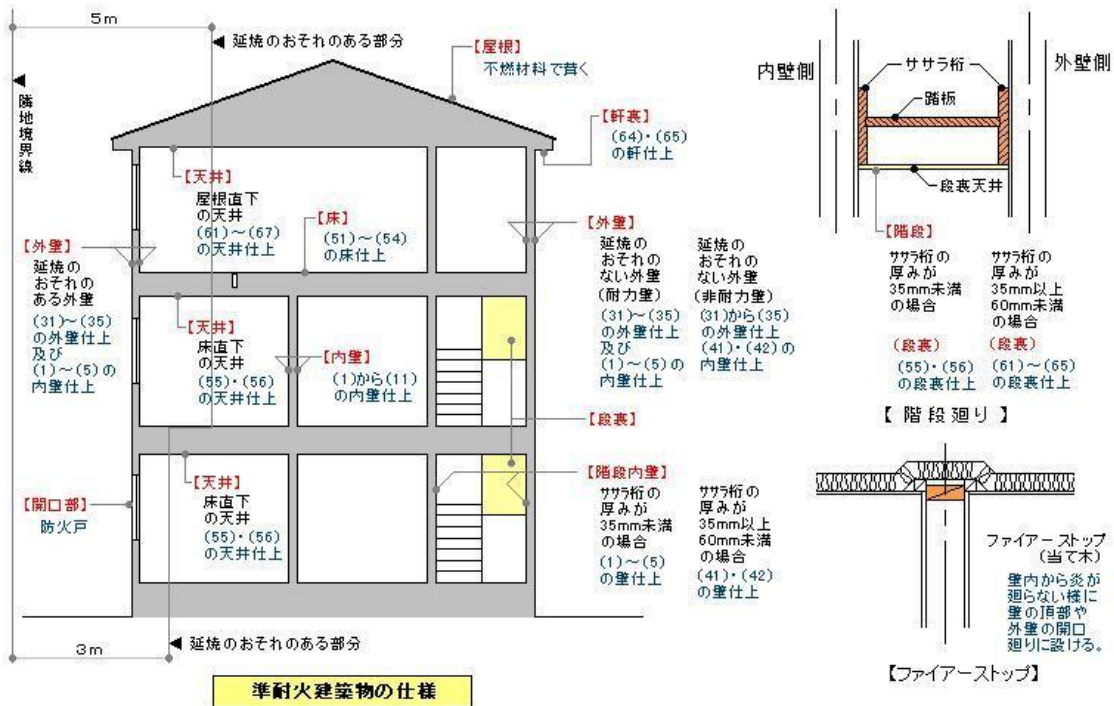 5m
延焼のおそれのある部分
隣地境界線
【屋根】
不燃材料で葺く
【軒裏】
(64)・(65)
の軒仕上
【天井】
屋根直下
の天井
(61)～(67)
の天井仕上
【床】
(51)～(54)
の床仕上
【外壁】
延焼の
おそれの
ある外壁
(31)～(35)
の外壁仕上
及び
(1)～(5)の
内壁仕上
【外壁】
延焼の
おそれの
ない外壁
(耐力壁)
(31)～(35)
の外壁仕上
及び
(1)～(5)の
内壁仕上
延焼の
おそれの
ない外壁
(非耐力壁)
(31)から(35)
の外壁仕上
(41)・(42)の
内壁仕上
【天井】
床直下
の天井
(55)・(56)
の天井仕上
【内壁】
(1)から(11)
の内壁仕上
【段裏】
【開口部】
防火戸
【天井】
床直下
の天井
(55)・(56)
の天井仕上
【階段内壁】
ササラ桁の
厚みが
35mm未満
の場合
(1)～(5)
の壁仕上
ササラ桁の
厚みが
35mm以上
60mm未満
の場合
(41)・(42)
の壁仕上
延焼のおそれのある部分
3m
準耐火建築物の仕様
内壁側
ササラ桁
外壁側
踏板
段裏天井
【階段】
ササラ桁の
厚みが
35mm未満
の場合
(段裏)
(55)・(56)
の段裏仕上
ササラ桁の
厚みが
35mm以上
60mm未満
の場合
(段裏)
(61)～(65)
の段裏仕上
【階段廻り】
ファイアーストップ
(当て木)
壁内から炎が
廻らない様に
壁の頂部や
外壁の開口
廻りに設ける。
【ファイアーストップ】